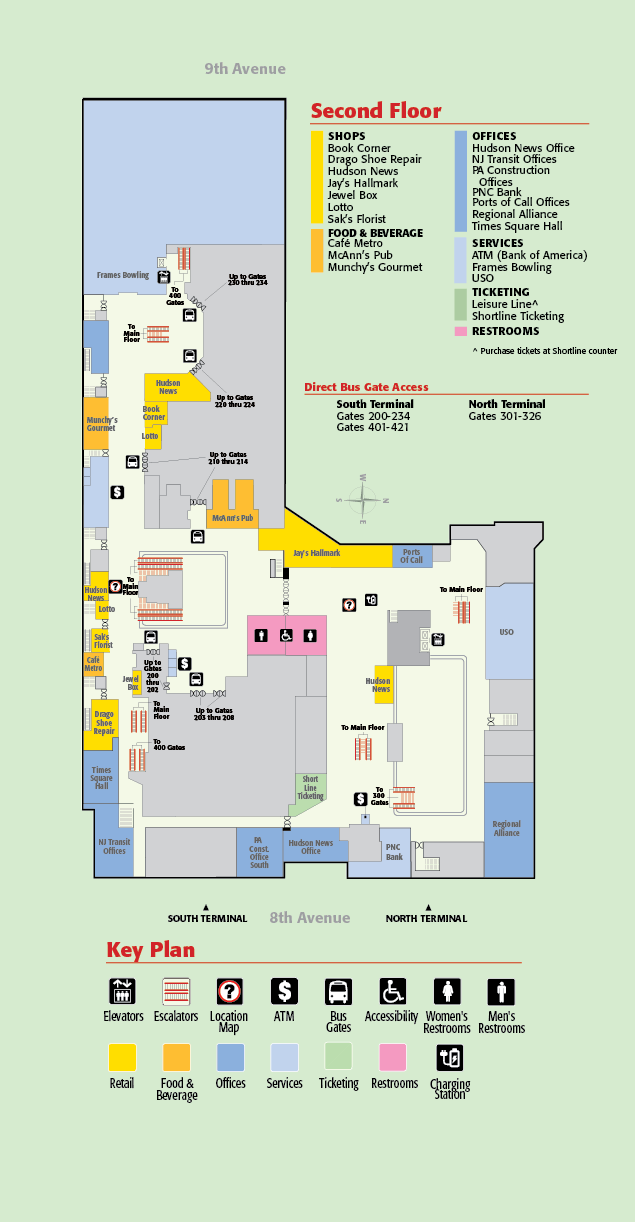 9th Avenue
Second Floor
SHOPS
Book Corner
Drago Shoe Repair
Hudson News
Jay's Hallmark
Jewel Box
Lotto
Sak's Florist
FOOD & BEVERAGE
Café Metro
McAnn's Pub
Munchy's Gourmet
OFFICES
Hudson News Office
NJ Transit Offices
PA Construction
Offices
PNC Bank
Ports of Call Offices
Regional Alliance
Times Square Hall
SERVICES
ATM (Bank of America)
Frames Bowling
USO
TICKETING
Leisure Line^
Shortline Ticketing
RESTROOMS
^ Purchase tickets at Shortline counter
Direct Bus Gate Access
South Terminal
Gates 200-234
Gates 401-421
North Terminal
Gates 301-326
Frames Bowling
To
400
Gates
Up to Gates
230 thru 234
To
Main
Floor
Hudson
News
Up to Gates
220 thru 224
Book
Corner
Munchy's
Gourmet
Lotto
Up to Gates
210 thru 214
$
McAnn's Pub
W
N
S
E
Jay's Hallmark
Ports
Of Call
?
To
Main
Floor
Hudson
News
Lotto
?
To Main Floor
Sak's
Florist
USO
Café
Metro
Up to
Gates
200
thru
202
$
Jewel
Box
Hudson
News
Up to Gates
203 thru 208
To
Main
Floor
Drago
Shoe
Repair
To Main Floor
To
400 Gates
Times
Square
Hall
Short
Line
Ticketing
$
To
300
Gates
Regional
Alliance
NJ Transit
Offices
PA
Const.
Office
South
Hudson News
Office
PNC
Bank
SOUTH TERMINAL
8th Avenue
NORTH TERMINAL
Key Plan
?
$
Elevators
Escalators
Location
Map
ATM
Bus
Gates
Accessibility
Women's
Restrooms
Men's
Restrooms
Retail
Food &
Beverage
Offices
Services
Ticketing
Restrooms
Charging
Station